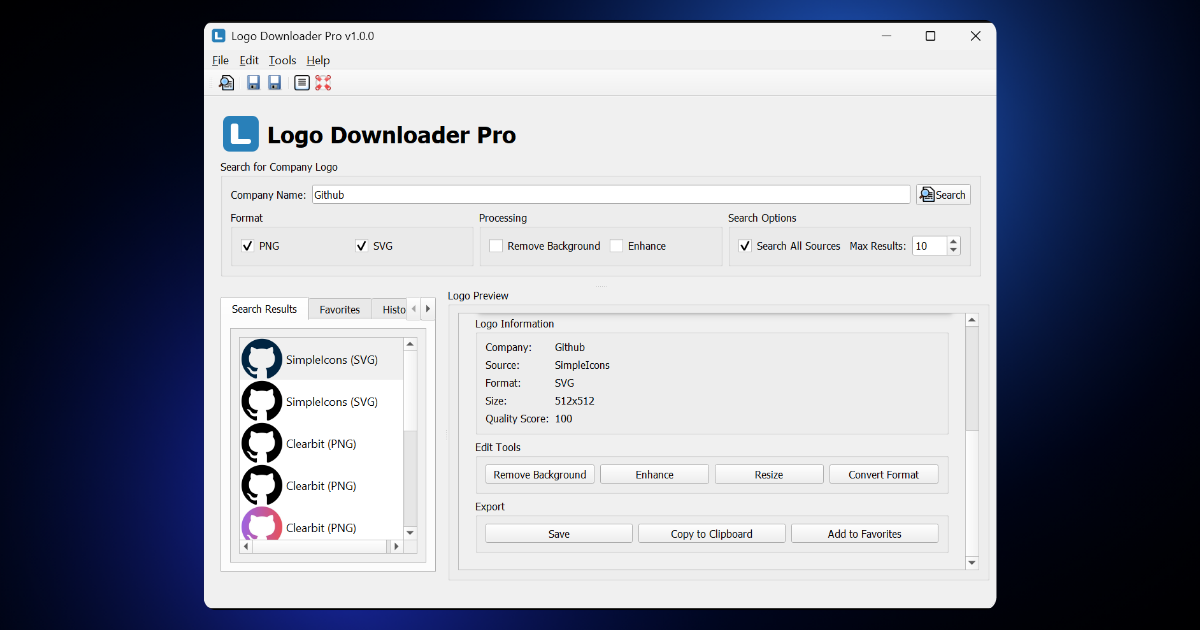 Logo Downloader Pro v1.0.0
File Edit Tools Help
Logo Downloader Pro
Search for Company Logo
Company Name: Github Search
Format Processing Search Options
PNG SVG Remove Background Enhance Search All Sources Max Results: 10
Logo Preview
Search Results Favorites Histo
SimpleIcons (SVG)
SimpleIcons (SVG)
Clearbit (PNG)
Clearbit (PNG)
Clearbit (PNG)
Logo Information
Company: Github
Source: SimpleIcons
Format: SVG
Size: 512x512
Quality Score: 100
Edit Tools
Remove Background Enhance Resize Convert Format
Export
Save Copy to Clipboard Add to Favorites